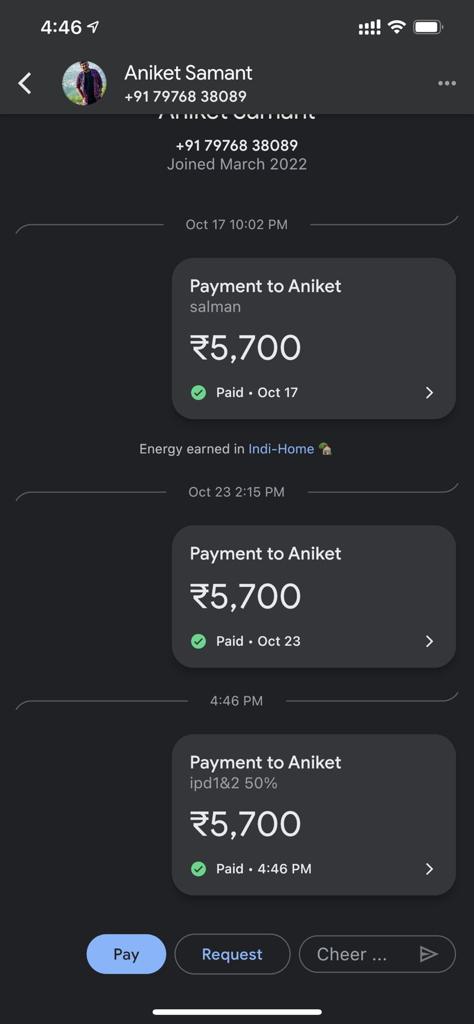 4:46
Aniket Samant
+91 79768 38089
Aniket Samant
+91 79768 38089
Joined March 2022
Oct 17 10:02 PM
Payment to Aniket
salman
₹5,700
Paid • Oct 17
Energy earned in Indi-Home
Oct 23 2:15 PM
Payment to Aniket
₹5,700
Paid • Oct 23
4:46 PM
Payment to Aniket
ipd1&2 50%
₹5,700
Paid • 4:46 PM
Pay
Request
Cheer ...